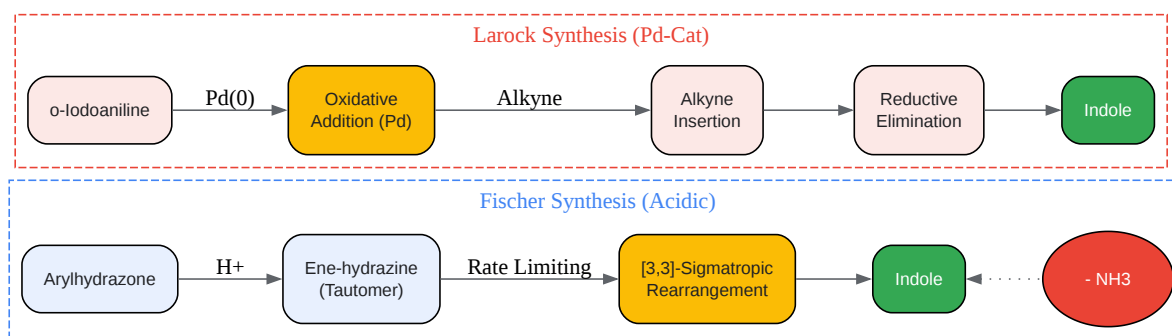 Larock Synthesis (Pd-Cat)
o-Iodoaniline
Pd(0)
Oxidative
Addition (Pd)
Alkyne
Alkyne
Insertion
Reductive
Elimination
Indole
Fischer Synthesis (Acidic)
Arylhydrazone
H+
Ene-hydrazine
(Tautomer)
Rate Limiting
[3,3]-Sigmatropic
Rearrangement
Indole
- NH3